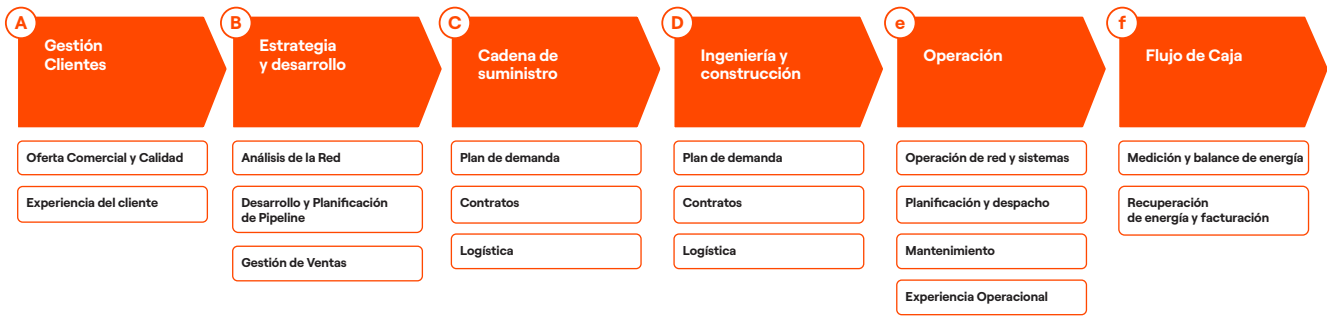 A
Gestión
Clientes
Oferta Comercial y Calidad
Experiencia del cliente
B
Estrategia
y desarrollo
Análisis de la Red
Desarrollo y Planificación
de Pipeline
Gestión de Ventas
C
Cadena de
suministro
Plan de demanda
Contratos
Logística
D
Ingeniería y
construcción
Plan de demanda
Contratos
Logística
e
Operación
Operación de red y sistemas
Planificación y despacho
Mantenimiento
Experiencia Operacional
f
Flujo de Caja
Medición y balance de energía
Recuperación
de energía y facturación